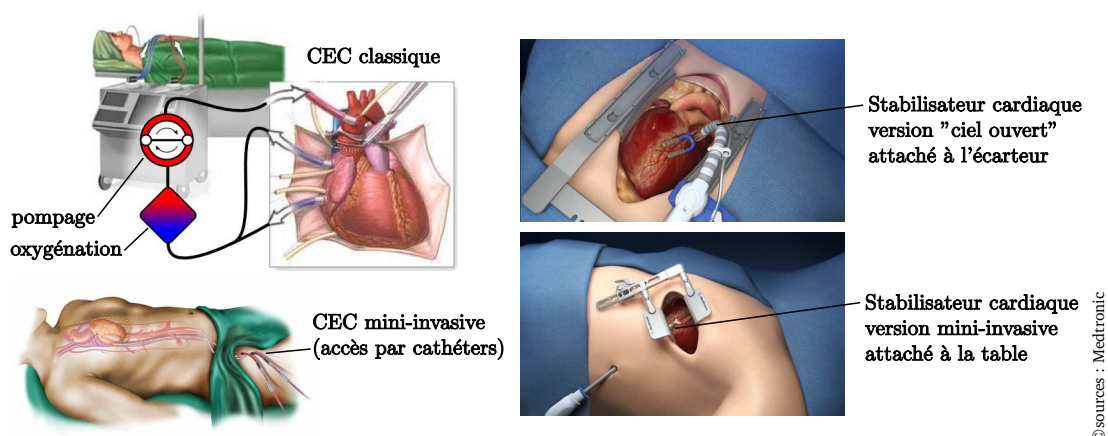 CEC classique
pompage
oxygénation
CEC mini-invasive
(accès par cathéters)
Stabilisateur cardiaque
version "ciel ouvert"
attaché à l'écarteur
Stabilisateur cardiaque
version mini-invasive
attaché à la table
©sources : Medtronic